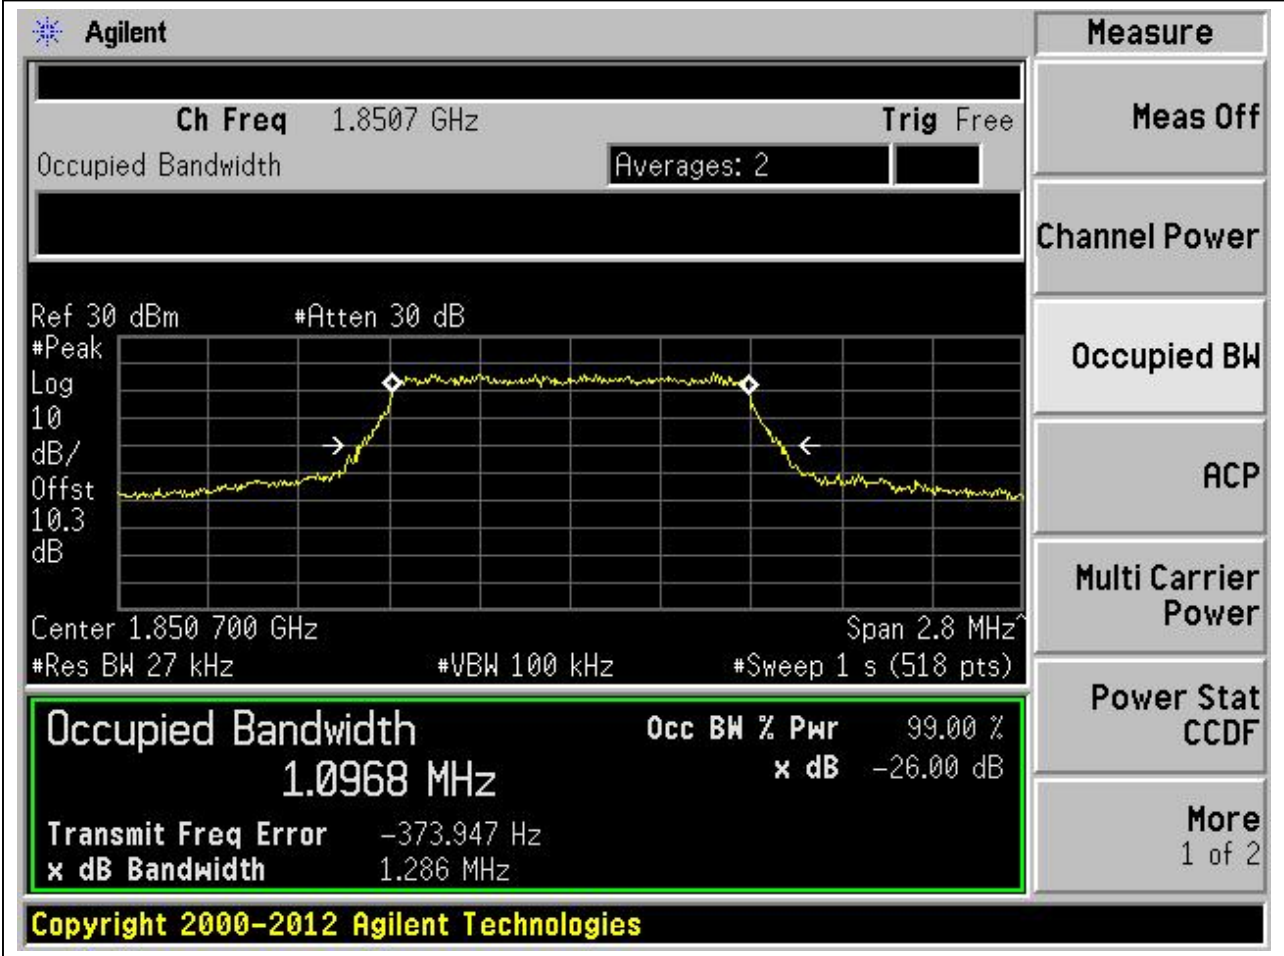 Agilent
Measure
Ch Freq 1.8507 GHz Trig Free
Occupied Bandwidth Averages: 2
Meas Off
Channel Power
Occupied BW
ACP
Multi Carrier
Power
Power Stat
CCDF
More
1 of 2
Ref 30 dBm #Atten 30 dB
#Peak
Log
10
dB/
Offst
10.3
dB
Center 1.850 700 GHz Span 2.8 MHz^
#Res BW 27 kHz #VBW 100 kHz #Sweep 1 s (518 pts)
Occupied Bandwidth Occ BW % Pwr 99.00 %
1.0968 MHz x dB -26.00 dB
Transmit Freq Error -373.947 Hz
x dB Bandwidth 1.286 MHz
Copyright 2000-2012 Agilent Technologies